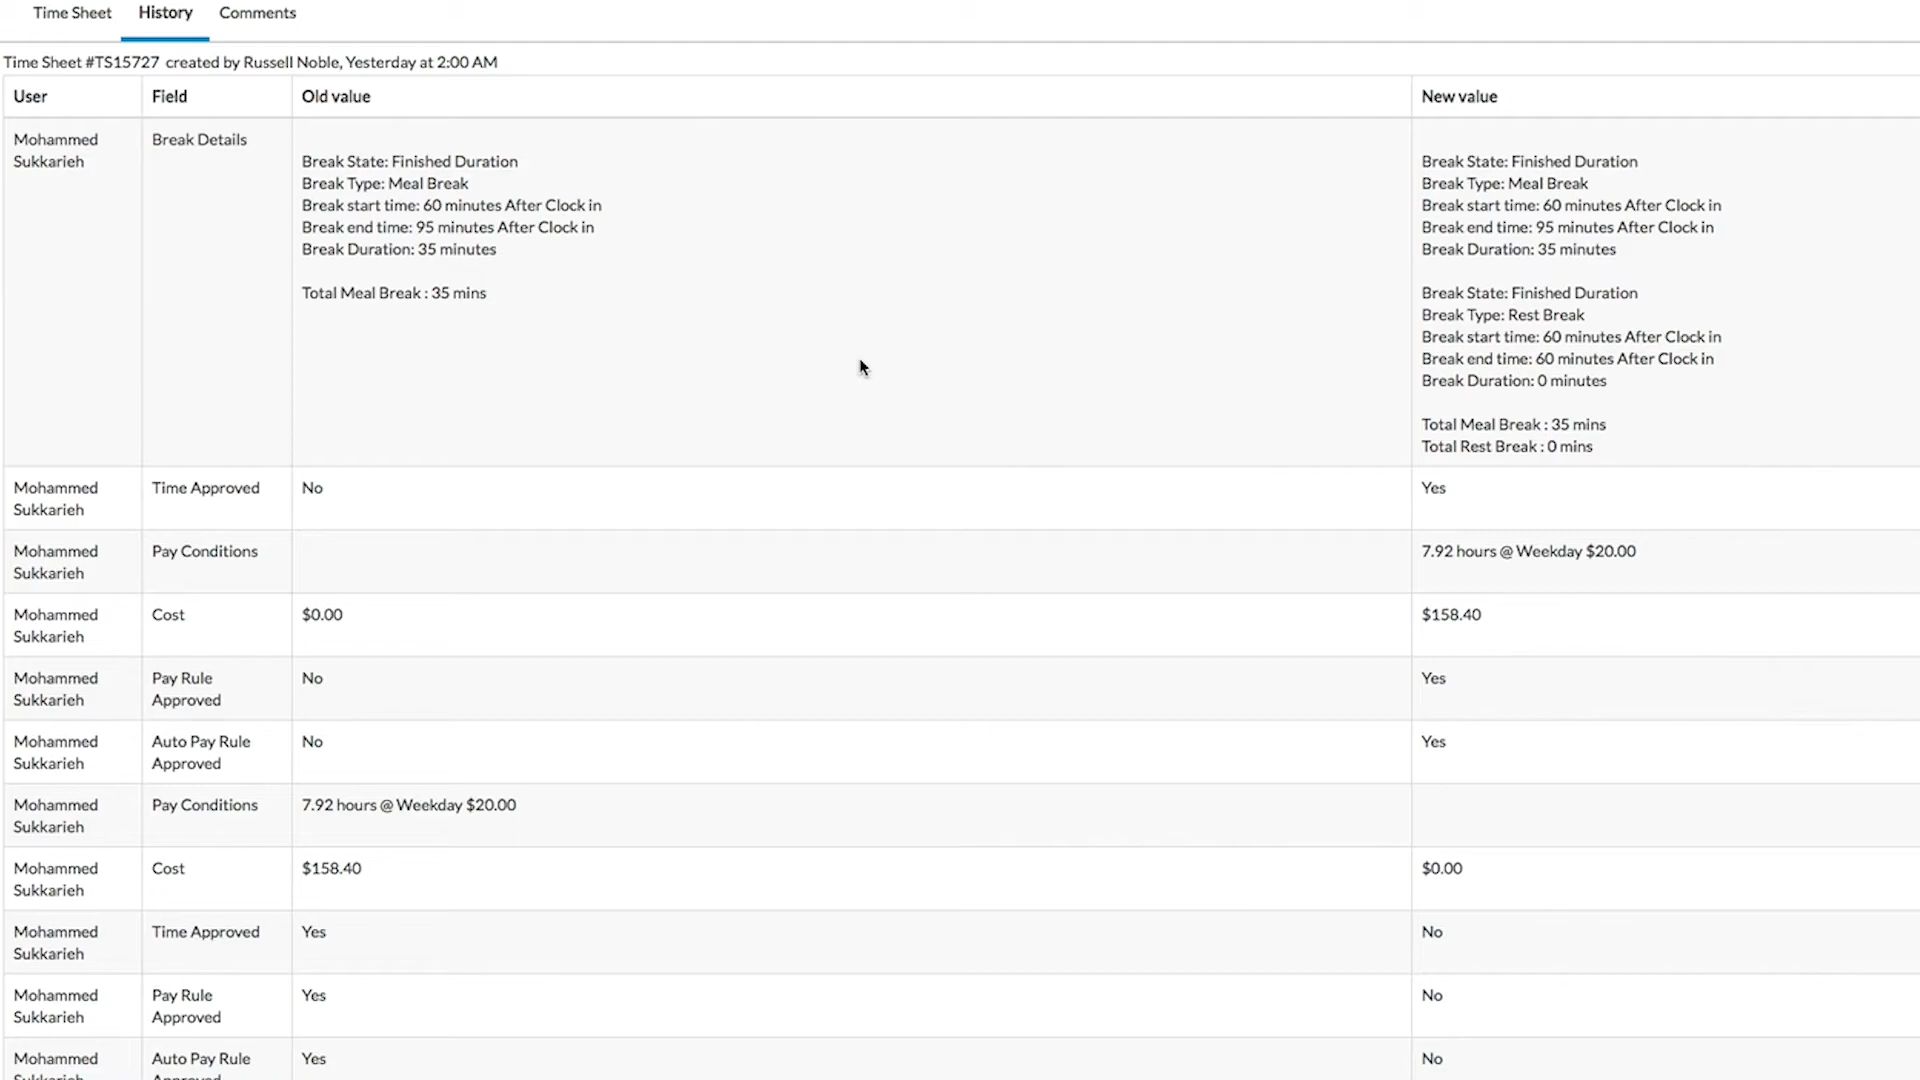 Time Sheet History Comments
Time Sheet #TS15727 created by Russell Noble, Yesterday at 2:00 AM
User Field Old value New value
Mohammed Sukkarieh Break Details
Break State: Finished Duration
Break Type: Meal Break
Break start time: 60 minutes After Clock in
Break end time: 95 minutes After Clock in
Break Duration: 35 minutes
Total Meal Break : 35 mins
Break State: Finished Duration
Break Type: Meal Break
Break start time: 60 minutes After Clock in
Break end time: 95 minutes After Clock in
Break Duration: 35 minutes
Break State: Finished Duration
Break Type: Rest Break
Break start time: 60 minutes After Clock in
Break end time: 60 minutes After Clock in
Break Duration: 0 minutes
Total Meal Break : 35 mins
Total Rest Break : 0 mins
Mohammed Sukkarieh Time Approved No Yes
Mohammed Sukkarieh Pay Conditions 7.92 hours @ Weekday $20.00
Mohammed Sukkarieh Cost $0.00 $158.40
Mohammed Sukkarieh Pay Rule Approved No Yes
Mohammed Sukkarieh Auto Pay Rule Approved No Yes
Mohammed Sukkarieh Pay Conditions 7.92 hours @ Weekday $20.00
Mohammed Sukkarieh Cost $158.40 $0.00
Mohammed Sukkarieh Time Approved Yes No
Mohammed Sukkarieh Pay Rule Approved Yes No
Mohammed Sukkarieh Auto Pay Rule Approved Yes No